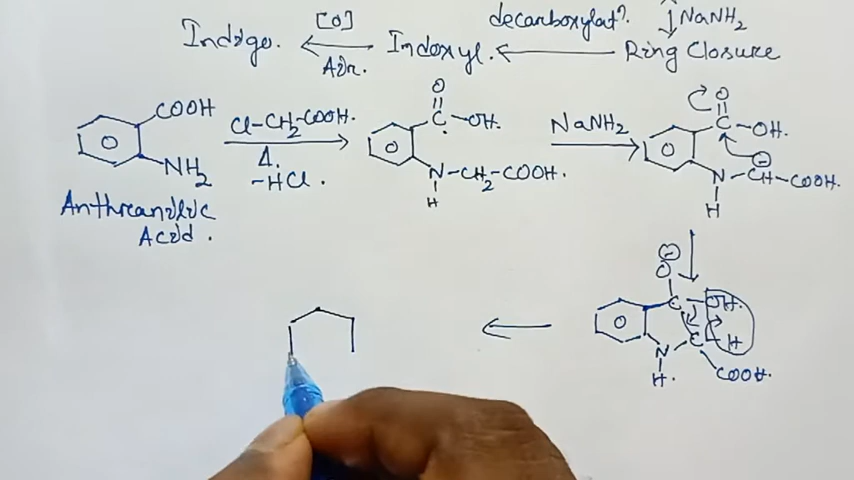 decarboxylatⁿ. NaNH2
[O]
Indigo. Indoxyl. Ring Closure
Air.
COOH Cl-CH2-COOH. O C-OH. NaNH2 O C-OH.
NH2 Δ. -HCl. N-CH2-COOH. H N-CH-COOH. H
Anthranilic
Acid.
O
C-OH.
C-H
N
H. COOH.